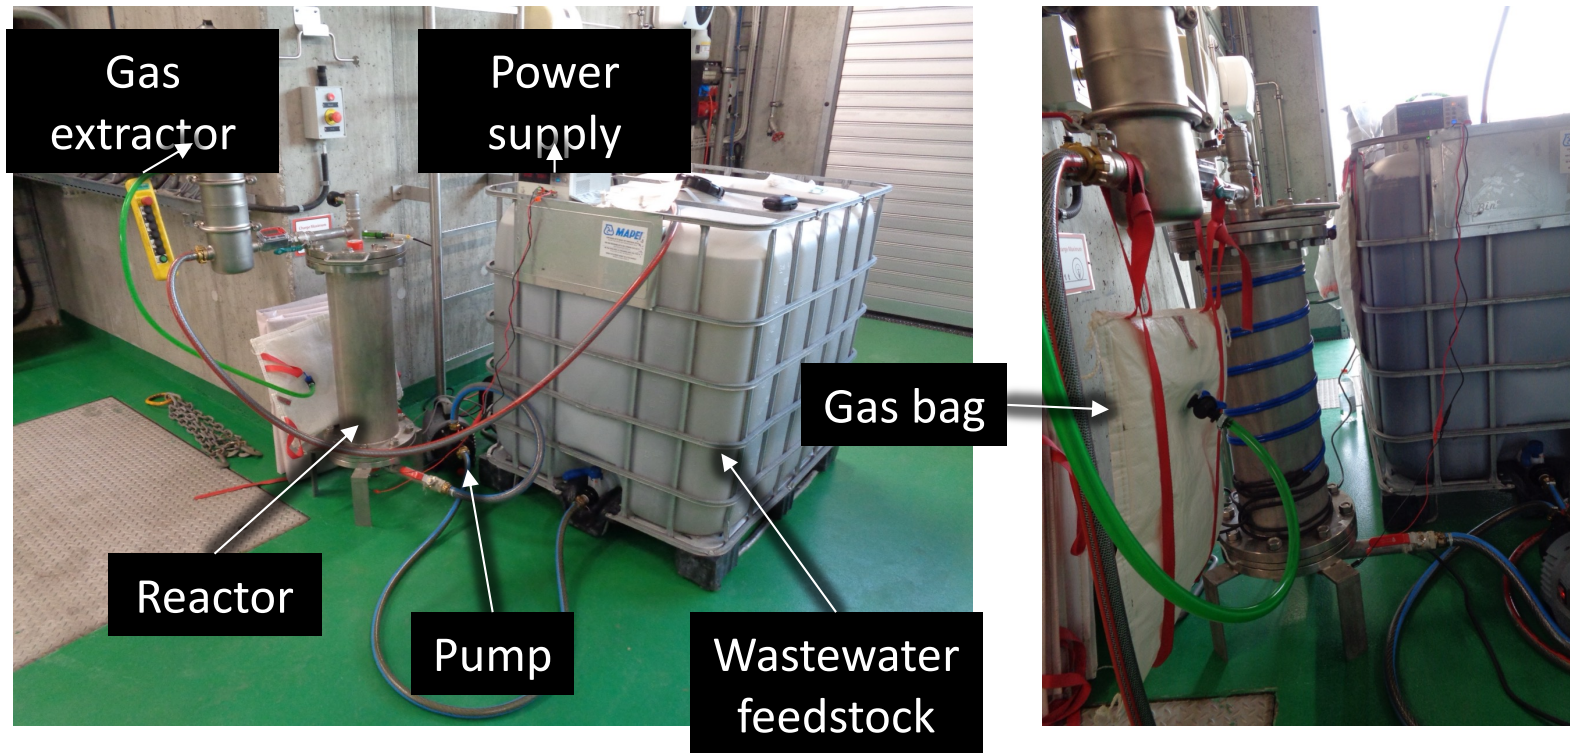 Gas
extractor
Power
supply
MAPEI
Gas bag
Reactor
Pump
Wastewater
feedstock